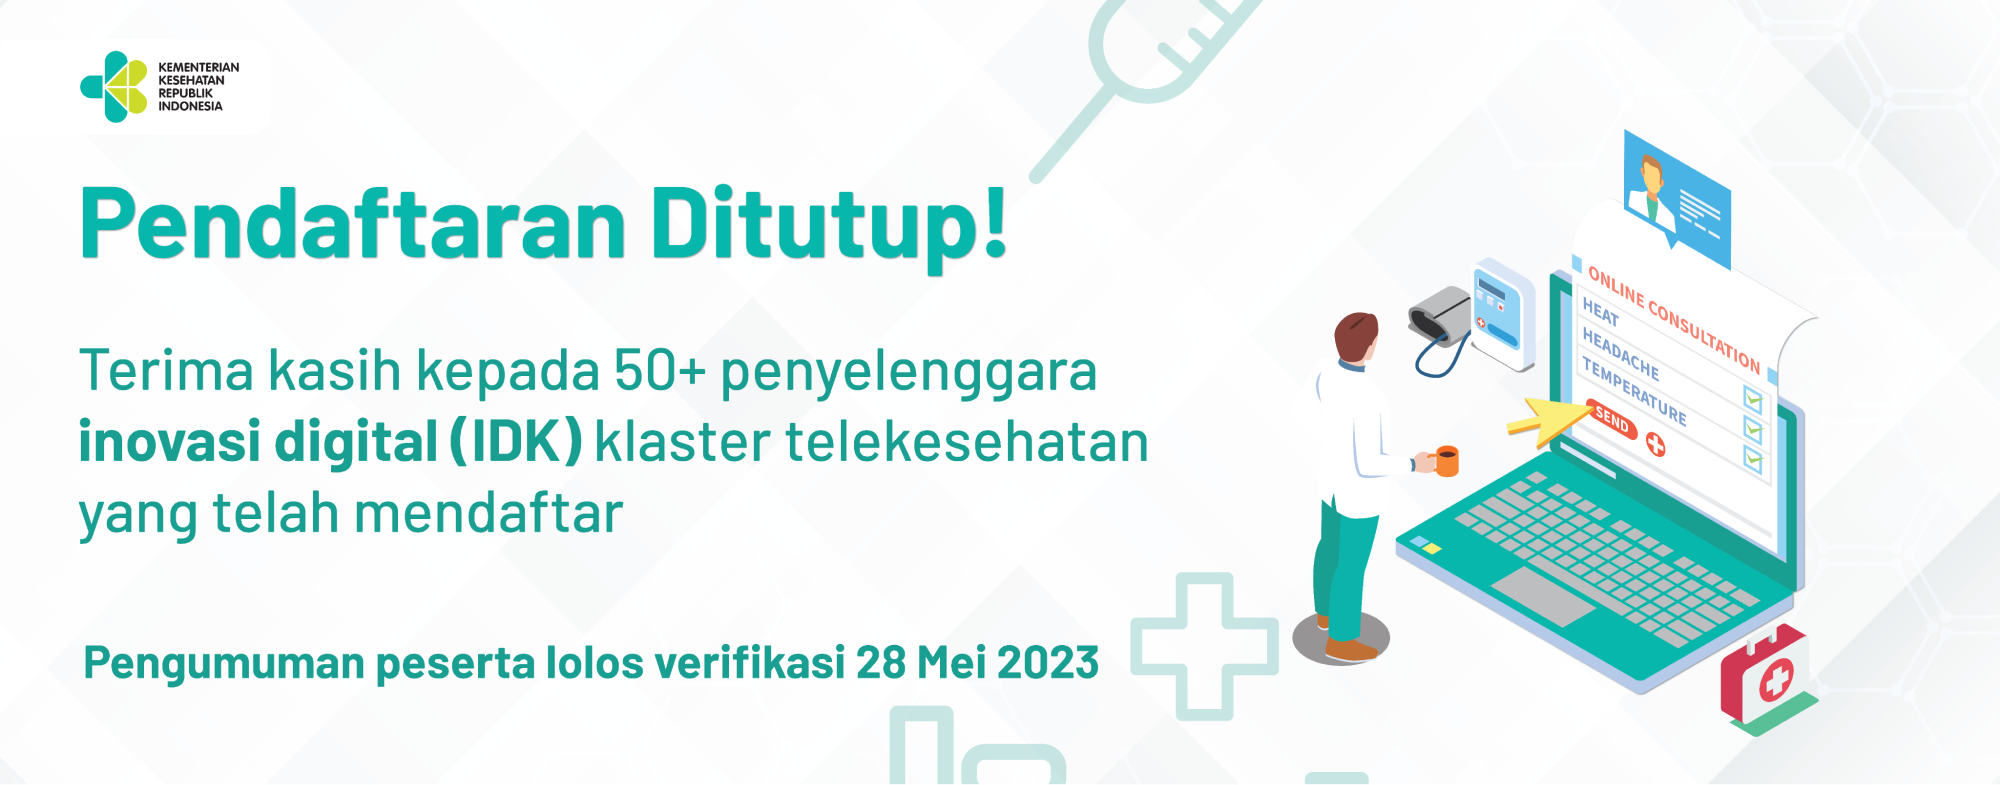 KEMENTERIAN
KESEHATAN
REPUBLIK
INDONESIA
Pendaftaran Ditutup!
Terima kasih kepada 50+ penyelenggara
inovasi digital (IDK) klaster telekesehatan
yang telah mendaftar
Pengumuman peserta lolos verifikasi 28 Mei 2023
ONLINE CONSULTATION
HEAT
HEADACHE
TEMPERATURE
SEND